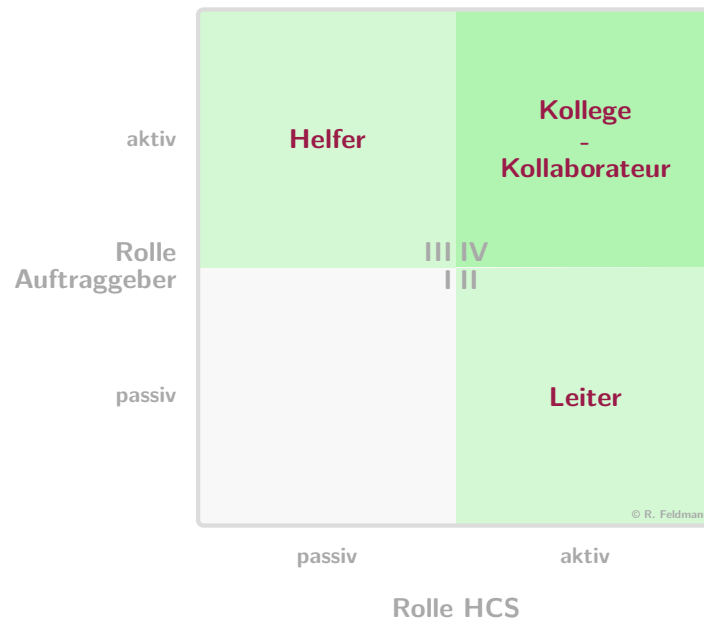 Kollege
-
Kollaborateur
Helfer
aktiv
Rolle
Auftraggeber
III IV
I II
passiv
Leiter
© R. Feldman
passiv
aktiv
Rolle HCS